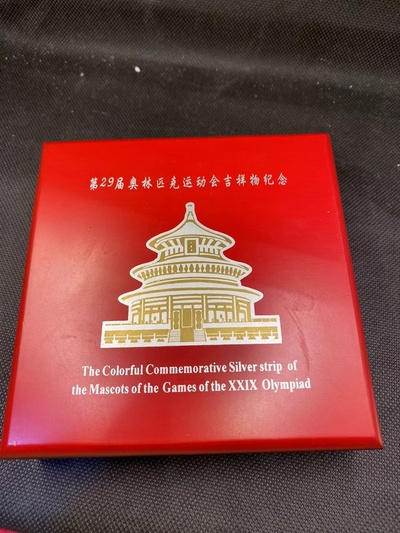 第29届奥林匹克运动会吉祥物纪念
The Colorful Commemorative Silver strip of
the Mascots of the Games of the XXIX Olympiad